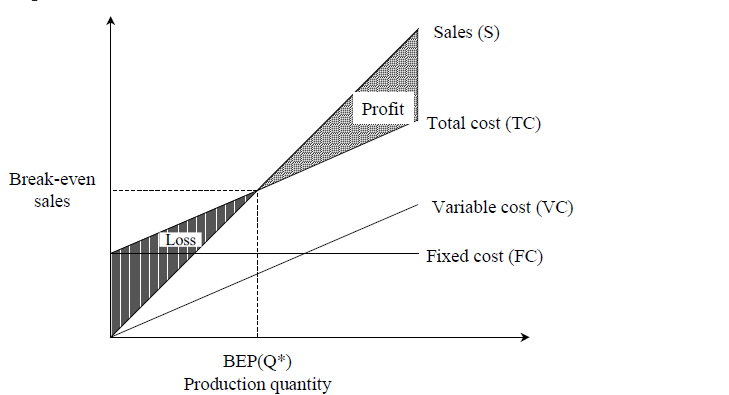 Sales (S)
Profit
Total cost (TC)
Break-even
sales
Variable cost (VC)
Loss
Fixed cost (FC)
BEP(Q*)
Production quantity